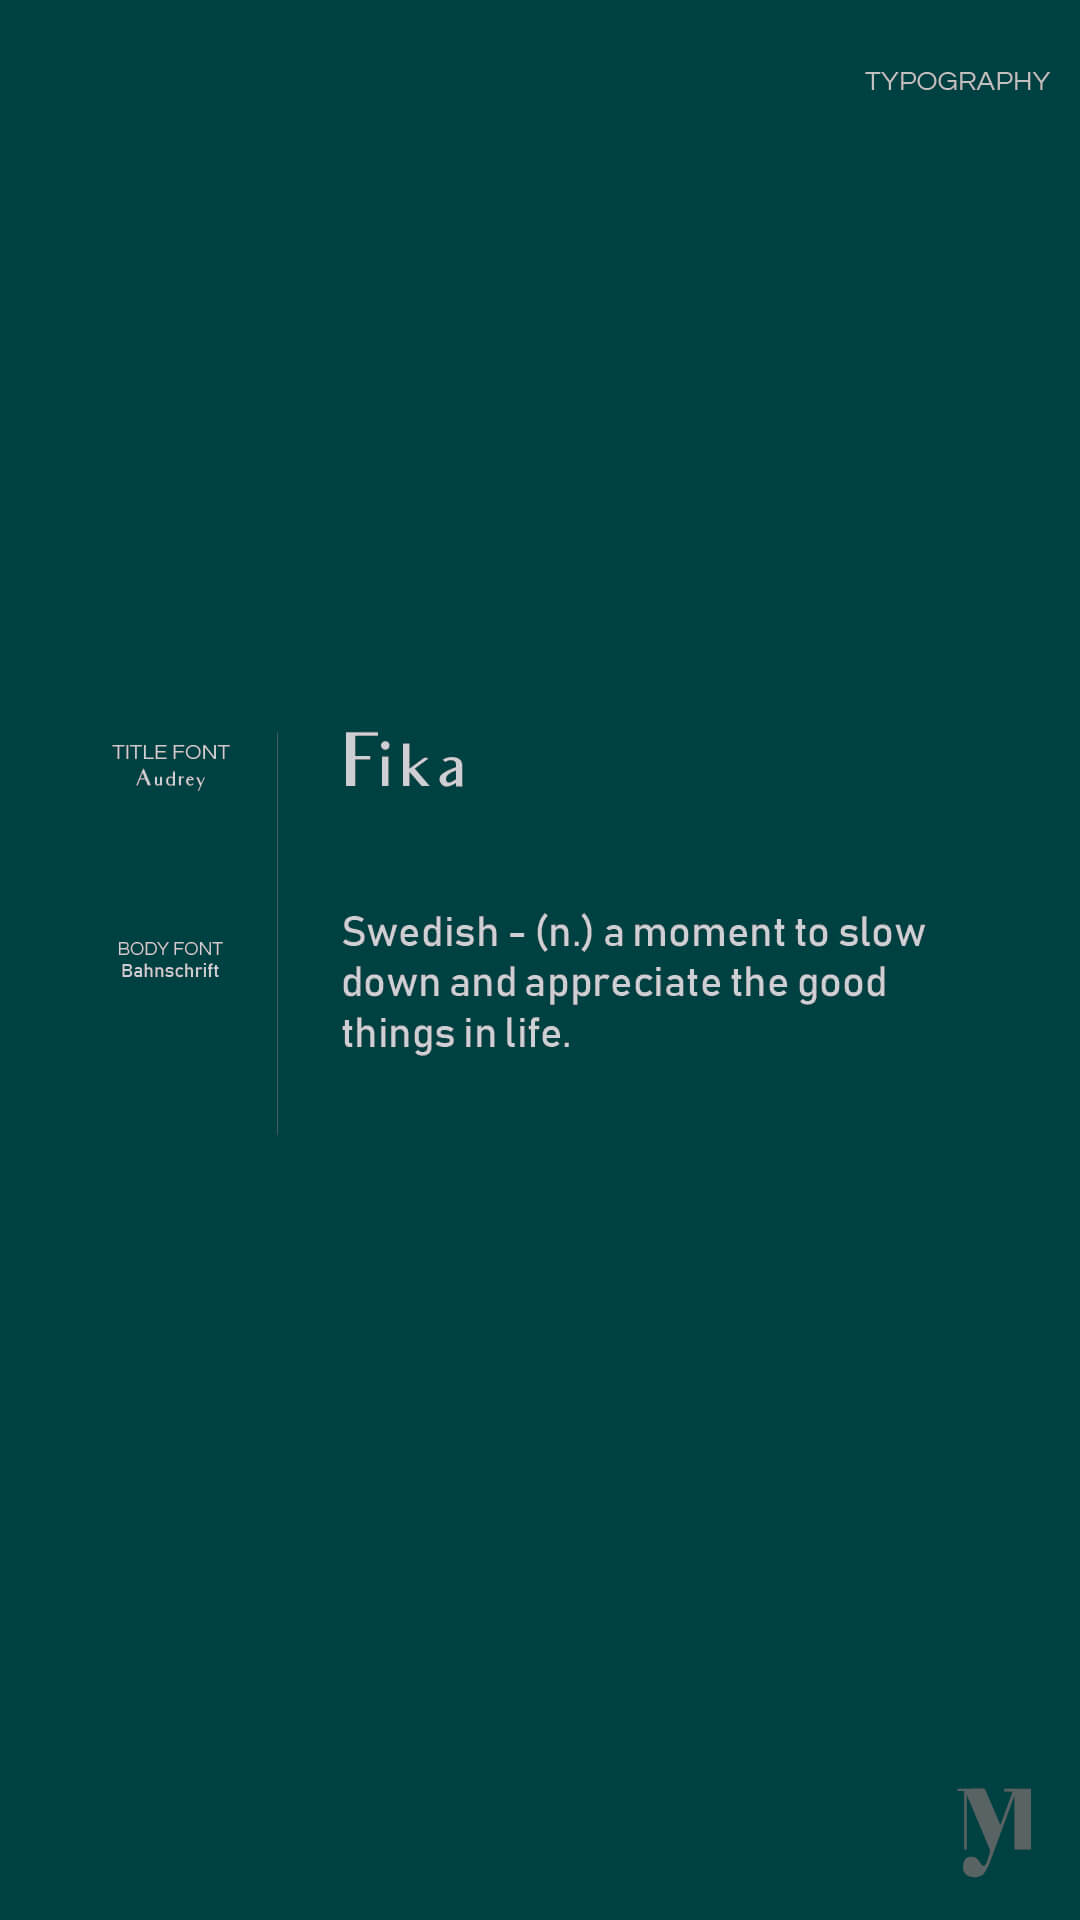 TYPOGRAPHY
TITLE FONT
Audrey
Fika
BODY FONT
Bahnschrift
Swedish - (n.) a moment to slow
down and appreciate the good
things in life.